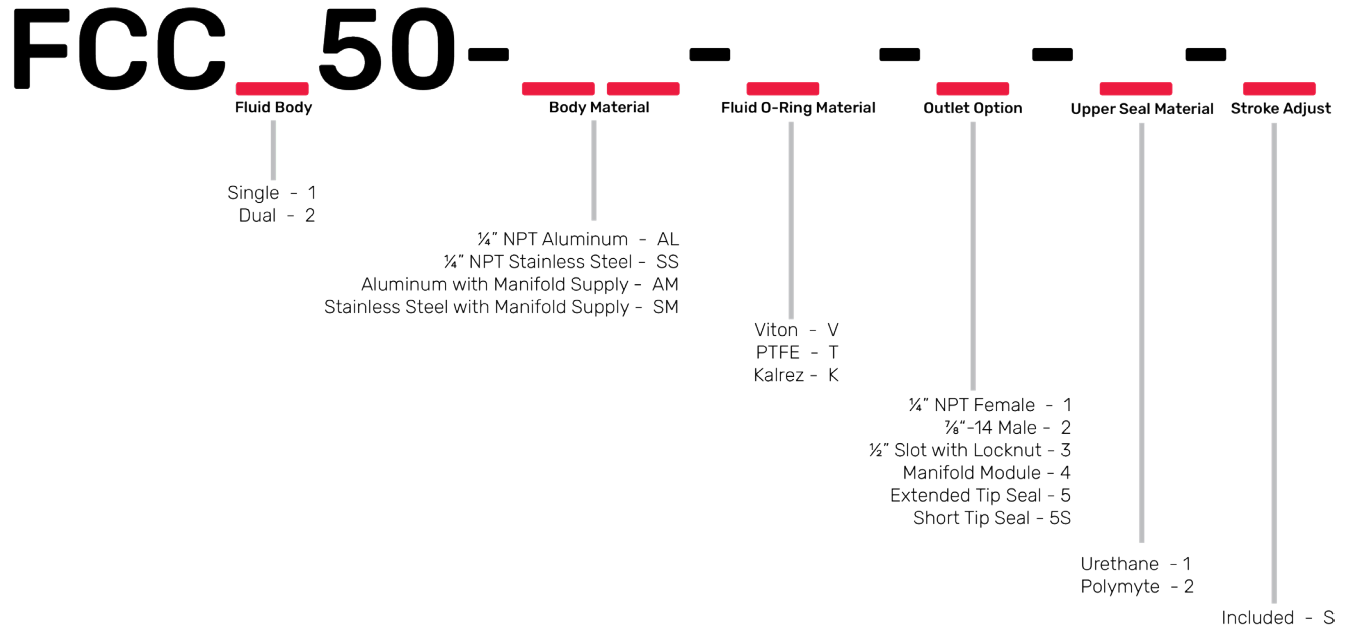 FCC_50- - - - -
Fluid Body Body Material Fluid O-Ring Material Outlet Option Upper Seal Material Stroke Adjust
Single - 1
Dual - 2
¼” NPT Aluminum - AL
¼” NPT Stainless Steel - SS
Aluminum with Manifold Supply - AM
Stainless Steel with Manifold Supply - SM
Viton - V
PTFE - T
Kalrez - K
¼” NPT Female - 1
⅞“-14 Male - 2
½” Slot with Locknut - 3
Manifold Module - 4
Extended Tip Seal - 5
Short Tip Seal - 5S
Urethane - 1
Polymyte - 2
Included - S